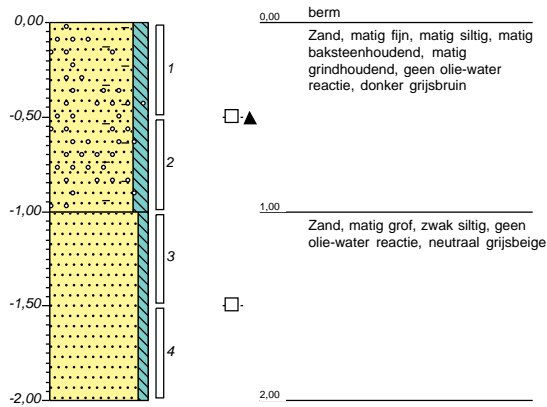 0,00
-0,50
-1,00
-1,50
-2,00
1
2
3
4
0,00
berm
Zand, matig fijn, matig siltig, matig
baksteenhoudend, matig
grindhoudend, geen olie-water
reactie, donker grijsbruin
1,00
Zand, matig grof, zwak siltig, geen
olie-water reactie, neutraal grijsbeige
2,00